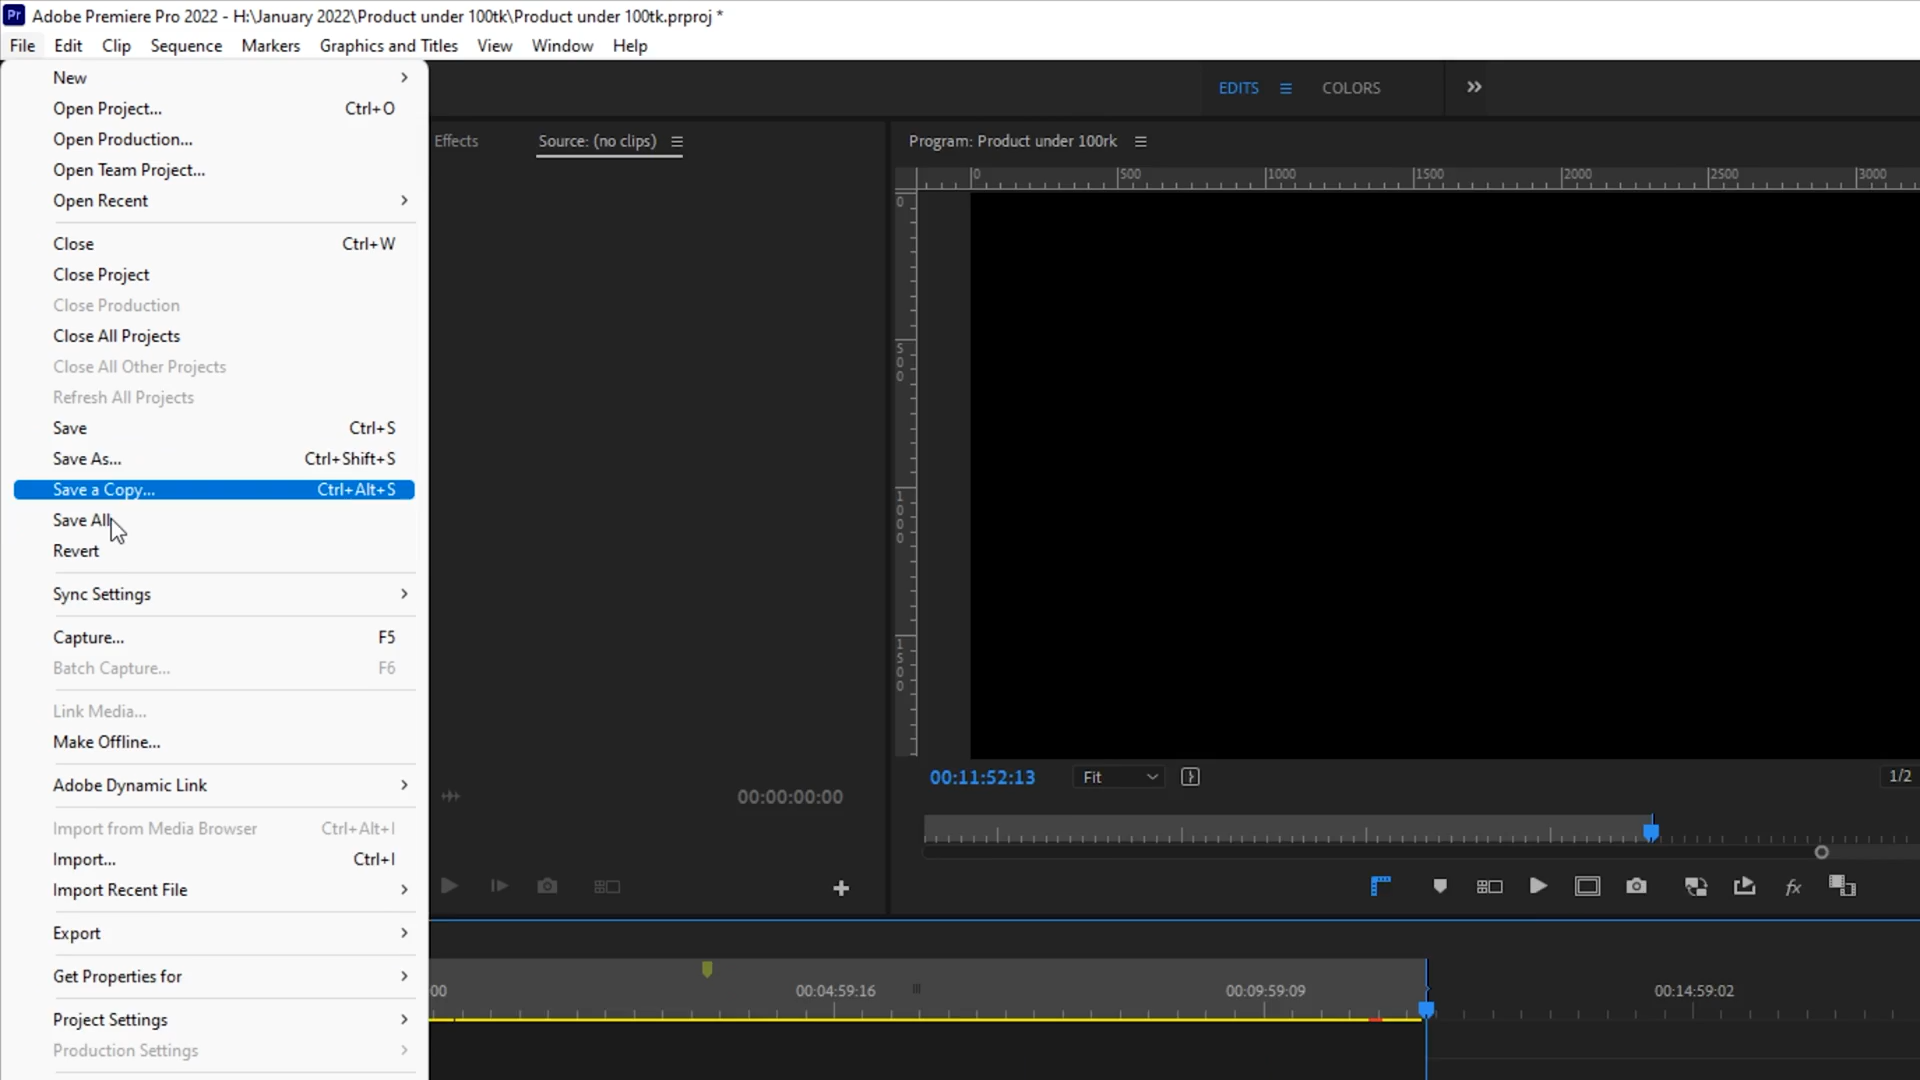 Pr Adobe Premiere Pro 2022 - H:\January 2022\Product under 100tk\Product under 100tk.prproj *
File Edit Clip Sequence Markers Graphics and Titles View Window Help
New
Open Project... Ctrl+O
Open Production...
Open Team Project...
Open Recent
Close Ctrl+W
Close Project
Close Production
Close All Projects
Close All Other Projects
Refresh All Projects
Save Ctrl+S
Save As... Ctrl+Shift+S
Save a Copy... Ctrl+Alt+S
Save All
Revert
Sync Settings
Capture... F5
Batch Capture... F6
Link Media...
Make Offline...
Adobe Dynamic Link
Import from Media Browser Ctrl+Alt+I
Import... Ctrl+I
Import Recent File
Export
Get Properties for
Project Settings
Production Settings
EDITS COLORS
Effects Source: (no clips)
00:00:00:00
Program: Product under 100rk
0 500 1000 1500 2000 2500 3000
0
500
1000
1500
00:11:52:13 Fit 1/2
fx
00 00:04:59:16 00:09:59:09 00:14:59:02